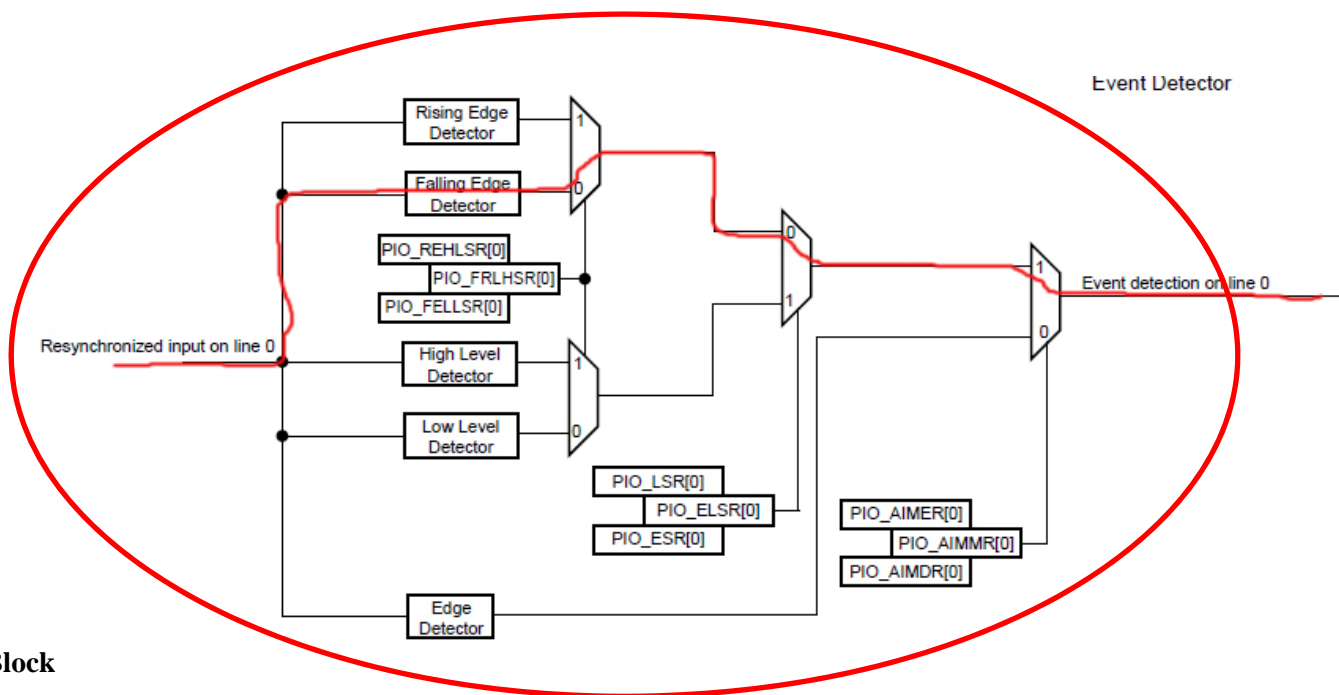 Event Detector
Rising Edge
Detector
1
Falling Edge
Detector
0
PIO_REHLSR[0]
PIO_FRLHSR[0]
PIO_FELLSR[0]
0
1
1
Event detection on line 0
0
Resynchronized input on line 0
High Level
Detector
1
Low Level
Detector
0
PIO_LSR[0]
PIO_ELSR[0]
PIO_ESR[0]
PIO_AIMER[0]
PIO_AIMMR[0]
PIO_AIMDR[0]
Edge
Detector